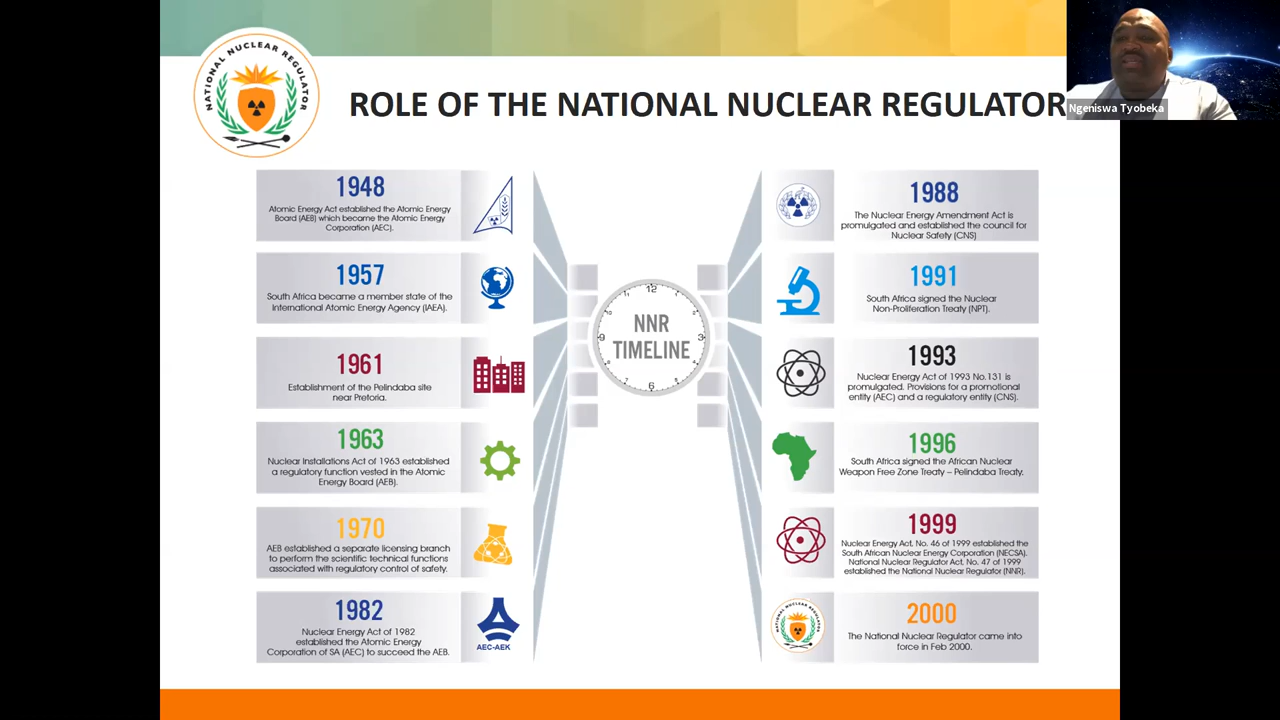 NATIONAL NUCLEAR REGULATOR
ROLE OF THE NATIONAL NUCLEAR REGULATOR
Ngeniswa Tyobeka
1948
Atomic Energy Act established the Atomic Energy
Board (AEB) which became the Atomic Energy
Corporation (AEC).
1957
South Africa became a member state of the
International Atomic Energy Agency (IAEA).
1961
Establishment of the Pelindaba site
near Pretoria.
1963
Nuclear Installations Act of 1963 established
a regulatory function vested in the Atomic
Energy Board (AEB).
1970
AEB established a separate licensing branch
to perform the scientific technical functions
associated with regulatory control of safety.
1982
Nuclear Energy Act of 1982
established the Atomic Energy
Corporation of SA (AEC) to succeed the AEB.
AEC-AEK
12
3
6
9
NNR
TIMELINE
1988
The Nuclear Energy Amendment Act is
promulgated and established the council for
Nuclear Safety (CNS)
1991
South Africa signed the Nuclear
Non-Proliferation Treaty (NPT).
1993
Nuclear Energy Act of 1993 No.131 is
promulgated. Provisions for a promotional
entity (AEC) and a regulatory entity (CNS).
1996
South Africa signed the African Nuclear
Weapon Free Zone Treaty – Pelindaba Treaty.
1999
Nuclear Energy Act, No. 46 of 1999 established the
South African Nuclear Energy Corporation (NECSA).
National Nuclear Regulator Act, No. 47 of 1999
established the National Nuclear Regulator (NNR).
NATIONAL NUCLEAR REGULATOR
2000
The National Nuclear Regulator came into
force in Feb 2000.